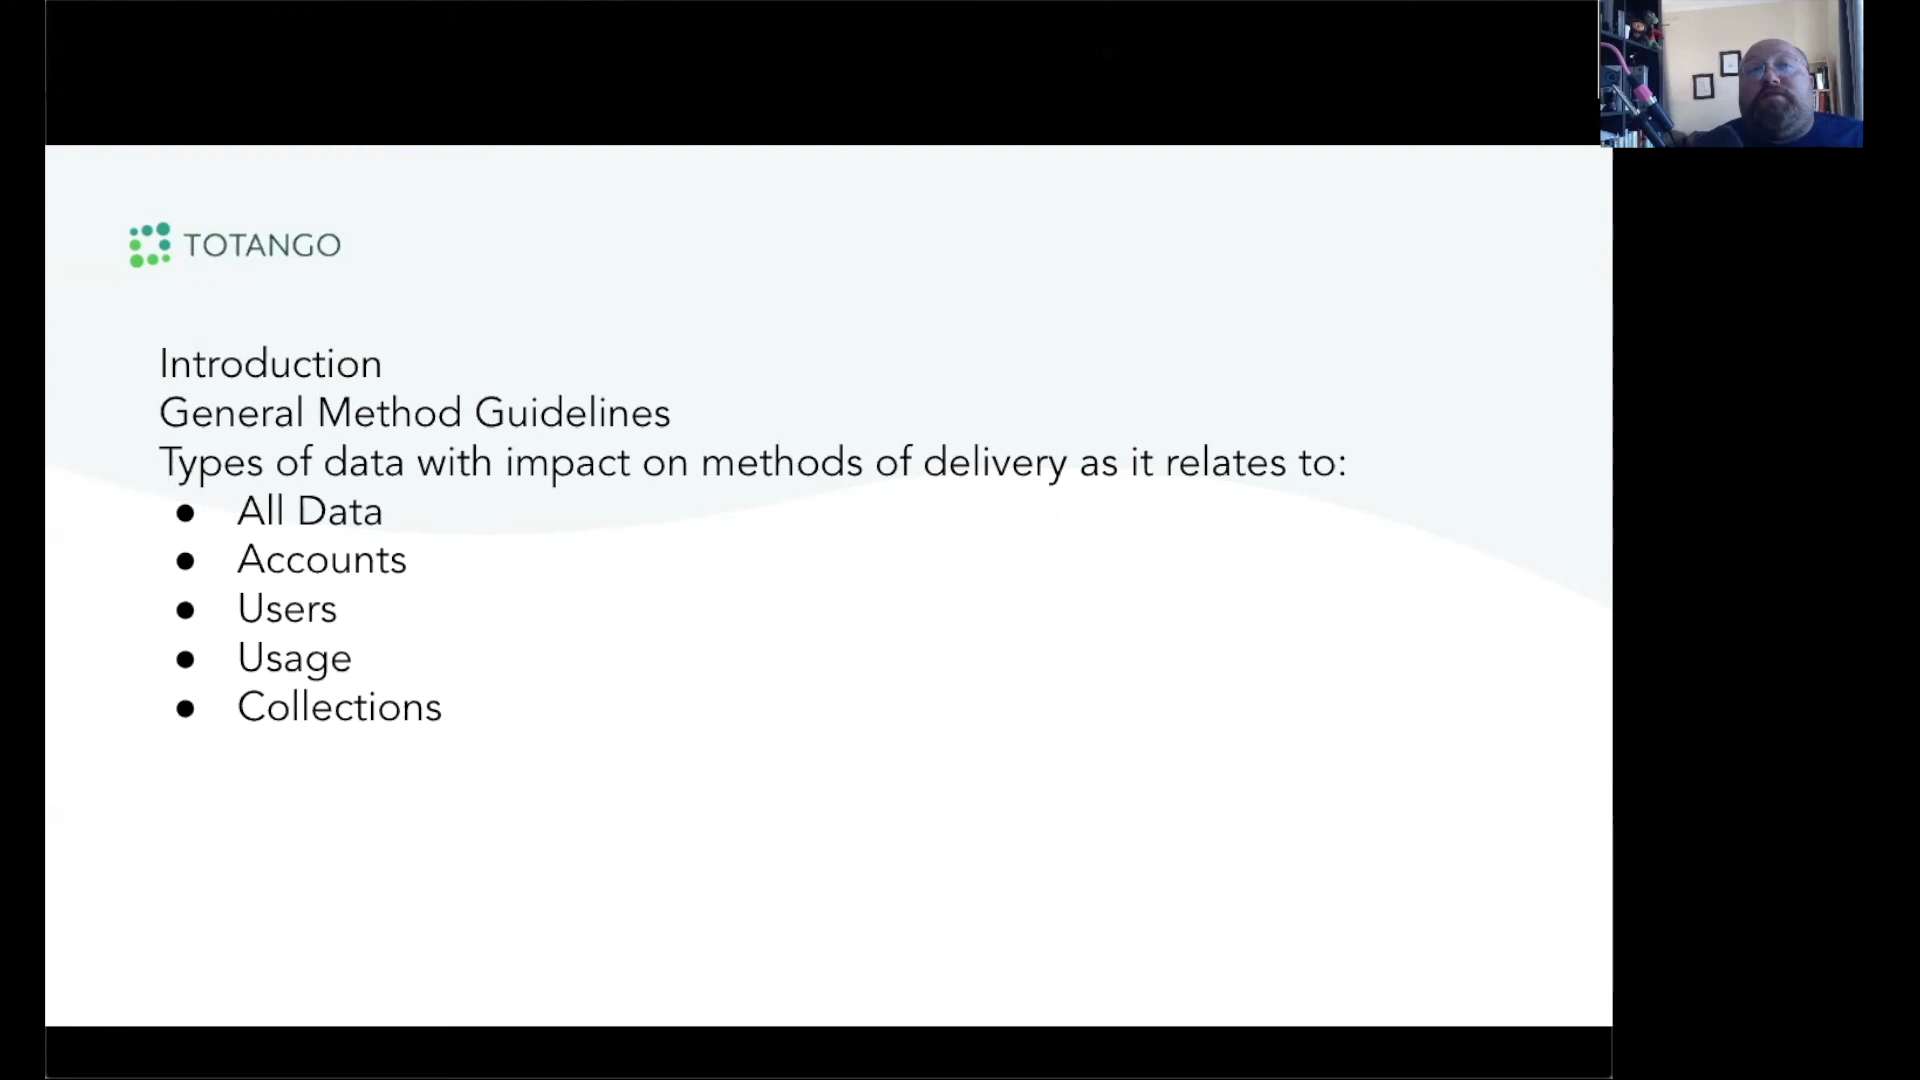 TOTANGO
Introduction
General Method Guidelines
Types of data with impact on methods of delivery as it relates to:
● All Data
● Accounts
● Users
● Usage
● Collections